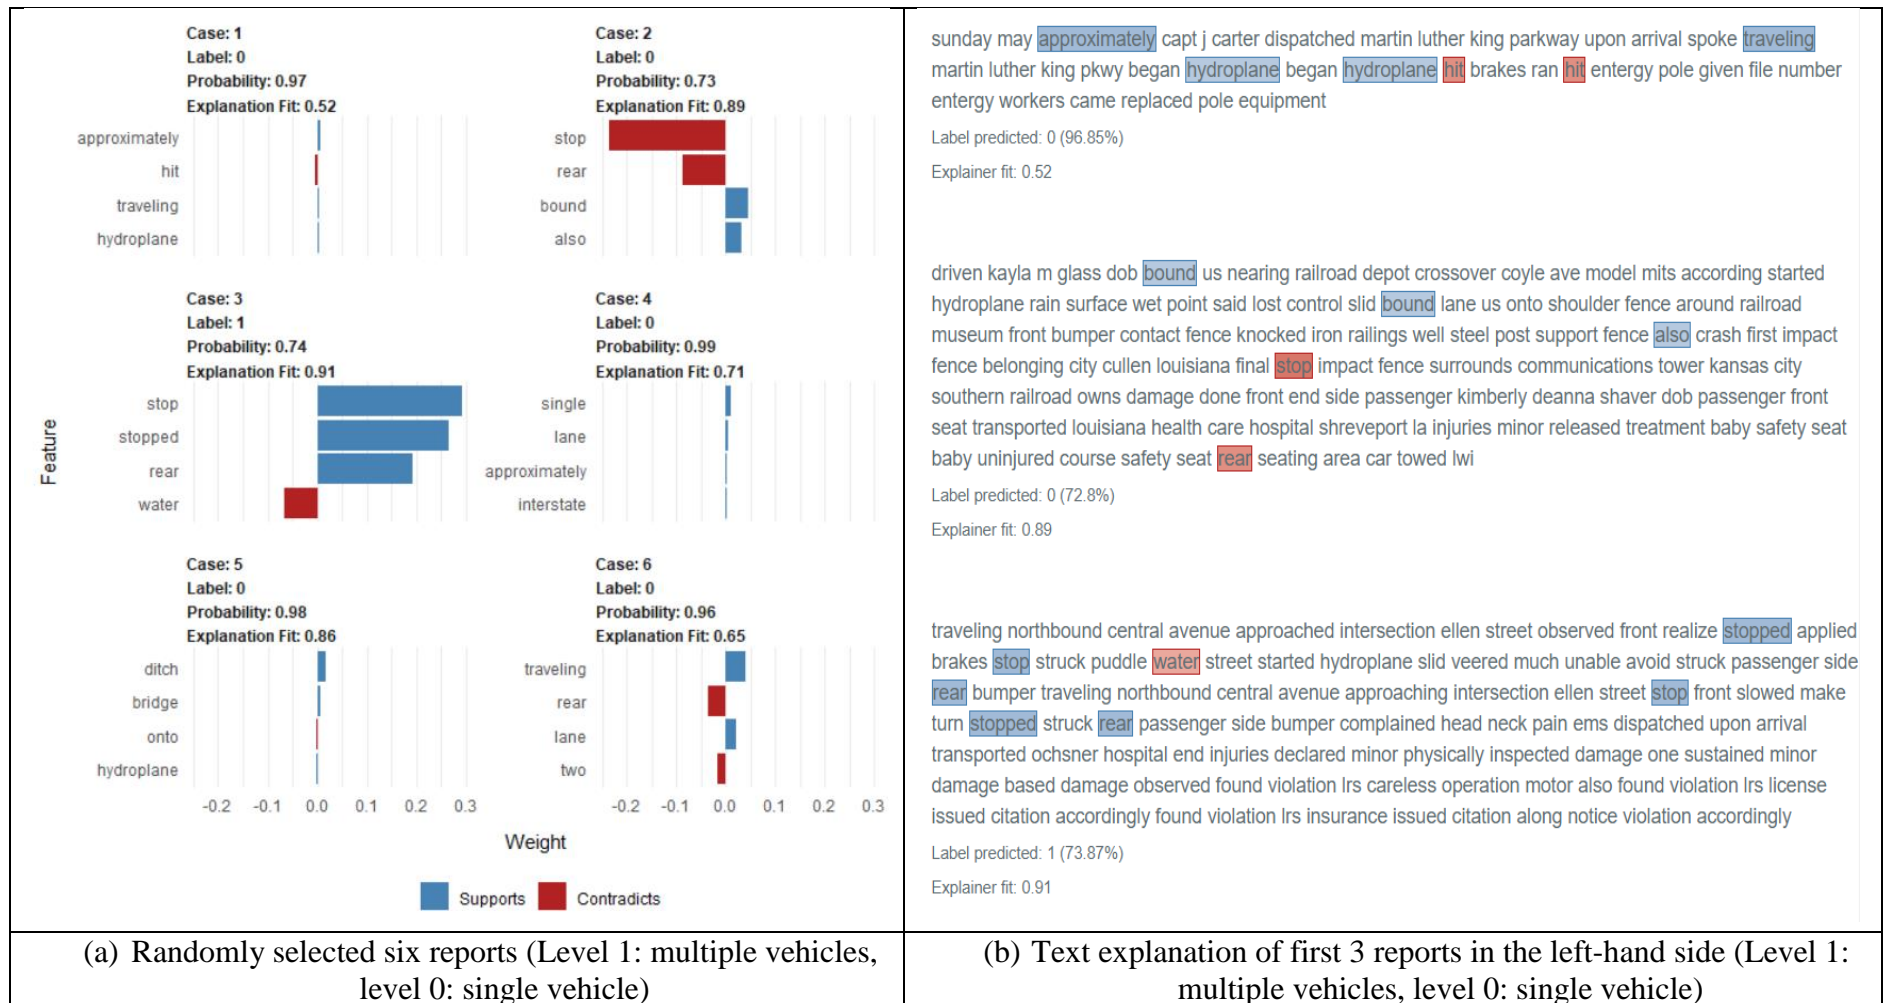 Case: 1
Label: 0
Probability: 0.97
Explanation Fit: 0.52
approximately
hit
traveling
hydroplane
Case: 2
Label: 0
Probability: 0.73
Explanation Fit: 0.89
stop
rear
bound
also
Case: 3
Label: 1
Probability: 0.74
Explanation Fit: 0.91
stop
stopped
rear
water
Case: 4
Label: 0
Probability: 0.99
Explanation Fit: 0.71
single
lane
approximately
interstate
Case: 5
Label: 0
Probability: 0.98
Explanation Fit: 0.86
ditch
bridge
onto
hydroplane
-0.2 -0.1 0.0 0.1 0.2 0.3
Case: 6
Label: 0
Probability: 0.96
Explanation Fit: 0.65
traveling
rear
lane
two
-0.2 -0.1 0.0 0.1 0.2 0.3
Feature
Weight
Supports Contradicts
(a) Randomly selected six reports (Level 1: multiple vehicles,
level 0: single vehicle)
sunday may approximately capt j carter dispatched martin luther king parkway upon arrival spoke traveling
martin luther king pkwy began hydroplane began hydroplane hit brakes ran hit entergy pole given file number
entergy workers came replaced pole equipment
Label predicted: 0 (96.85%)
Explainer fit: 0.52
driven kayla m glass dob bound us nearing railroad depot crossover coyle ave model mits according started
hydroplane rain surface wet point said lost control slid bound lane us onto shoulder fence around railroad
museum front bumper contact fence knocked iron railings well steel post support fence also crash first impact
fence belonging city cullen louisiana final stop impact fence surrounds communications tower kansas city
southern railroad owns damage done front end side passenger kimberly deanna shaver dob passenger front
seat transported louisiana health care hospital shreveport la injuries minor released treatment baby safety seat
baby uninjured course safety seat rear seating area car towed lwi
Label predicted: 0 (72.8%)
Explainer fit: 0.89
traveling northbound central avenue approached intersection ellen street observed front realize stopped applied
brakes stop struck puddle water street started hydroplane slid veered much unable avoid struck passenger side
rear bumper traveling northbound central avenue approaching intersection ellen street stop front slowed make
turn stopped struck rear passenger side bumper complained head neck pain ems dispatched upon arrival
transported ochsner hospital end injuries declared minor physically inspected damage one sustained minor
damage based damage observed found violation lrs careless operation motor also found violation lrs license
issued citation accordingly found violation lrs insurance issued citation along notice violation accordingly
Label predicted: 1 (73.87%)
Explainer fit: 0.91
(b) Text explanation of first 3 reports in the left-hand side (Level 1:
multiple vehicles, level 0: single vehicle)